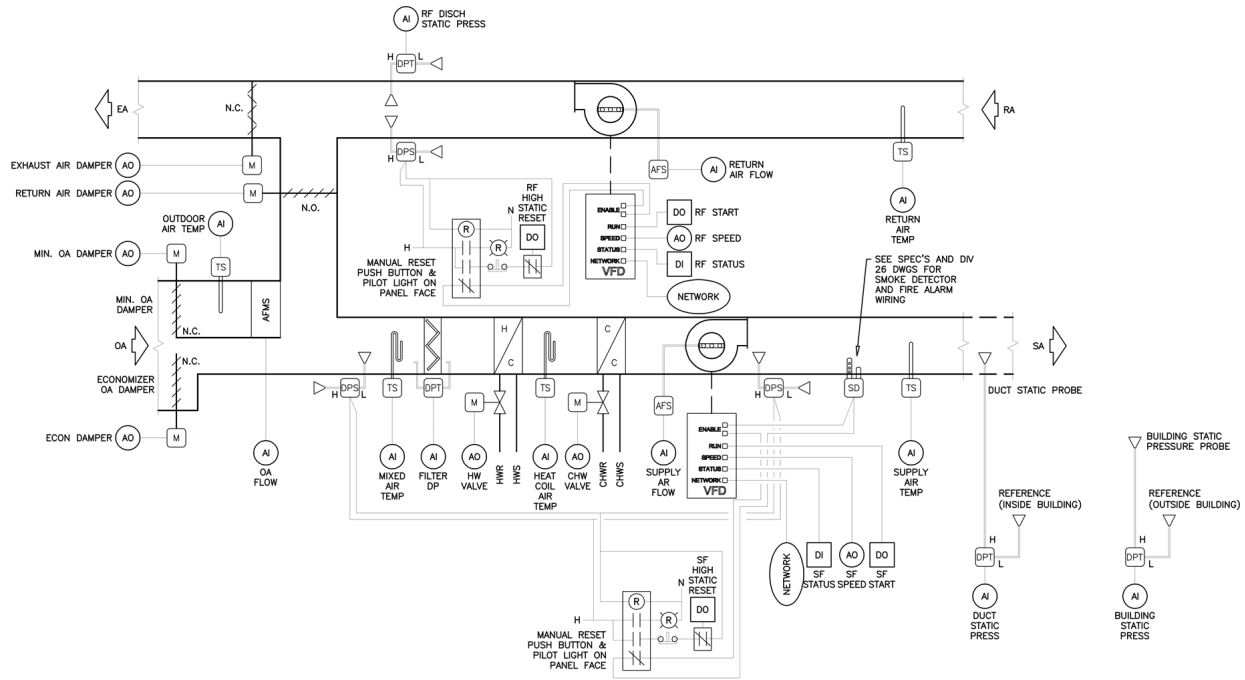 AI
RF DISCH
STATIC PRESS
H
L
DPT
EA
N.C.
RA
DPS
H
L
EXHAUST AIR DAMPER
AO
M
AFS
AI
RETURN
AIR FLOW
TS
RETURN AIR DAMPER
AO
M
N.O.
AI
RETURN
AIR
TEMP
OUTDOOR
AIR TEMP
AI
RF
HIGH
STATIC
RESET
N
DO
R
R
H
MANUAL RESET
PUSH BUTTON &
PILOT LIGHT ON
PANEL FACE
ENABLE
RUN
SPEED
STATUS
NETWORK
VFD
DO
RF START
AO
RF SPEED
DI
RF STATUS
NETWORK
MIN. OA DAMPER
AO
M
TS
SEE SPEC'S AND DIV
26 DWGS FOR
SMOKE DETECTOR
AND FIRE ALARM
WIRING
MIN. OA
DAMPER
AFMS
N.C.
OA
N.C.
ECONOMIZER
OA DAMPER
H
C
C
C
SA
H
DPS
L
TS
DPT
M
TS
M
AFS
DPS
H
L
SD
TS
DUCT STATIC PROBE
ECON DAMPER
AO
M
AI
OA
FLOW
AI
MIXED
AIR
TEMP
AI
FILTER
DP
AO
HW
VALVE
HWR
HWS
AI
HEAT
COIL
AIR
TEMP
AO
CHW
VALVE
CHWR
CHWS
AI
SUPPLY
AR
FLOW
ENABLE
RUN
SPEED
STATUS
NETWORK
VFD
AI
SUPPLY
AIR
TEMP
BUILDING STATIC
PRESSURE PROBE
REFERENCE
(INSIDE BUILDING)
REFERENCE
(OUTSIDE BUILDING)
H
DPT
L
AI
DUCT
STATIC
PRESS
H
DPT
L
AI
BUILDING
STATIC
PRESS
NETWORK
DI
SF
STATUS
AO
SF
SPEED
DO
SF
START
SF
HIGH
STATIC
RESET
N
DO
R
R
H
MANUAL RESET
PUSH BUTTON &
PILOT LIGHT ON
PANEL FACE